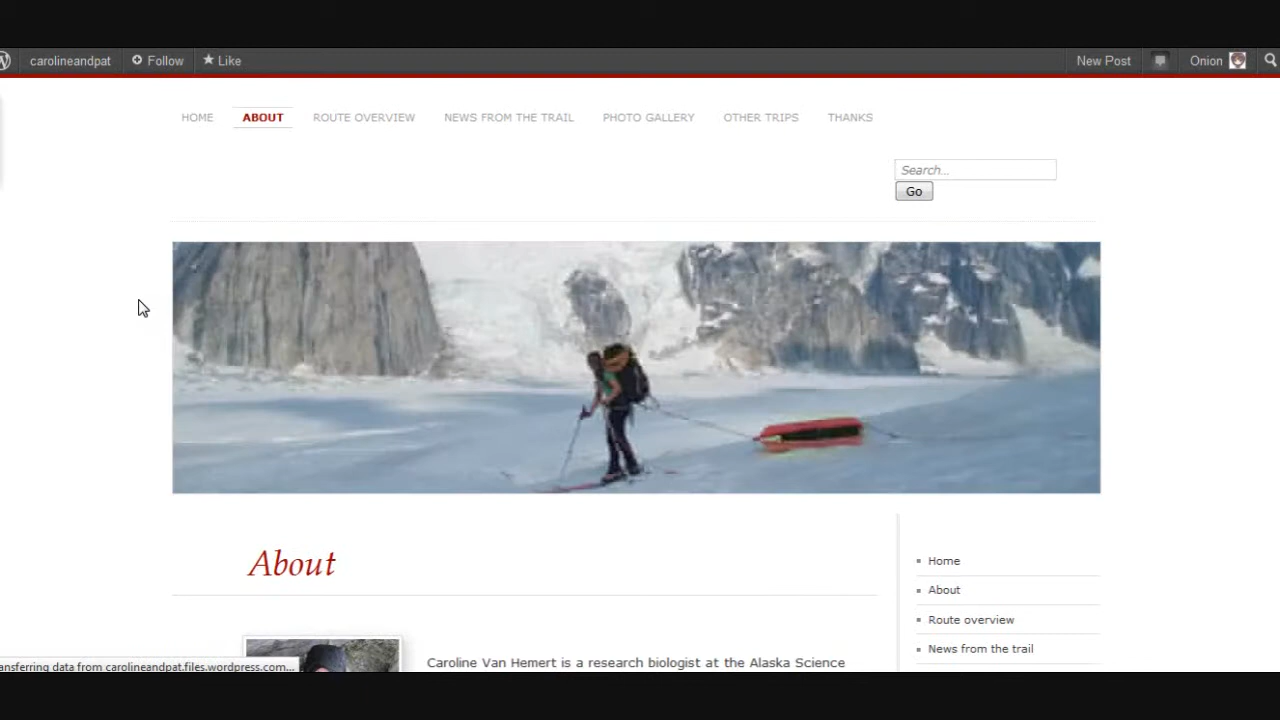 carolineandpat Follow Like New Post Onion
HOME ABOUT ROUTE OVERVIEW NEWS FROM THE TRAIL PHOTO GALLERY OTHER TRIPS THANKS
Search...
Go
About
Home
About
Route overview
News from the trail
Caroline Van Hemert is a research biologist at the Alaska Science
ansferring data from carolineandpat.files.wordpress.com...